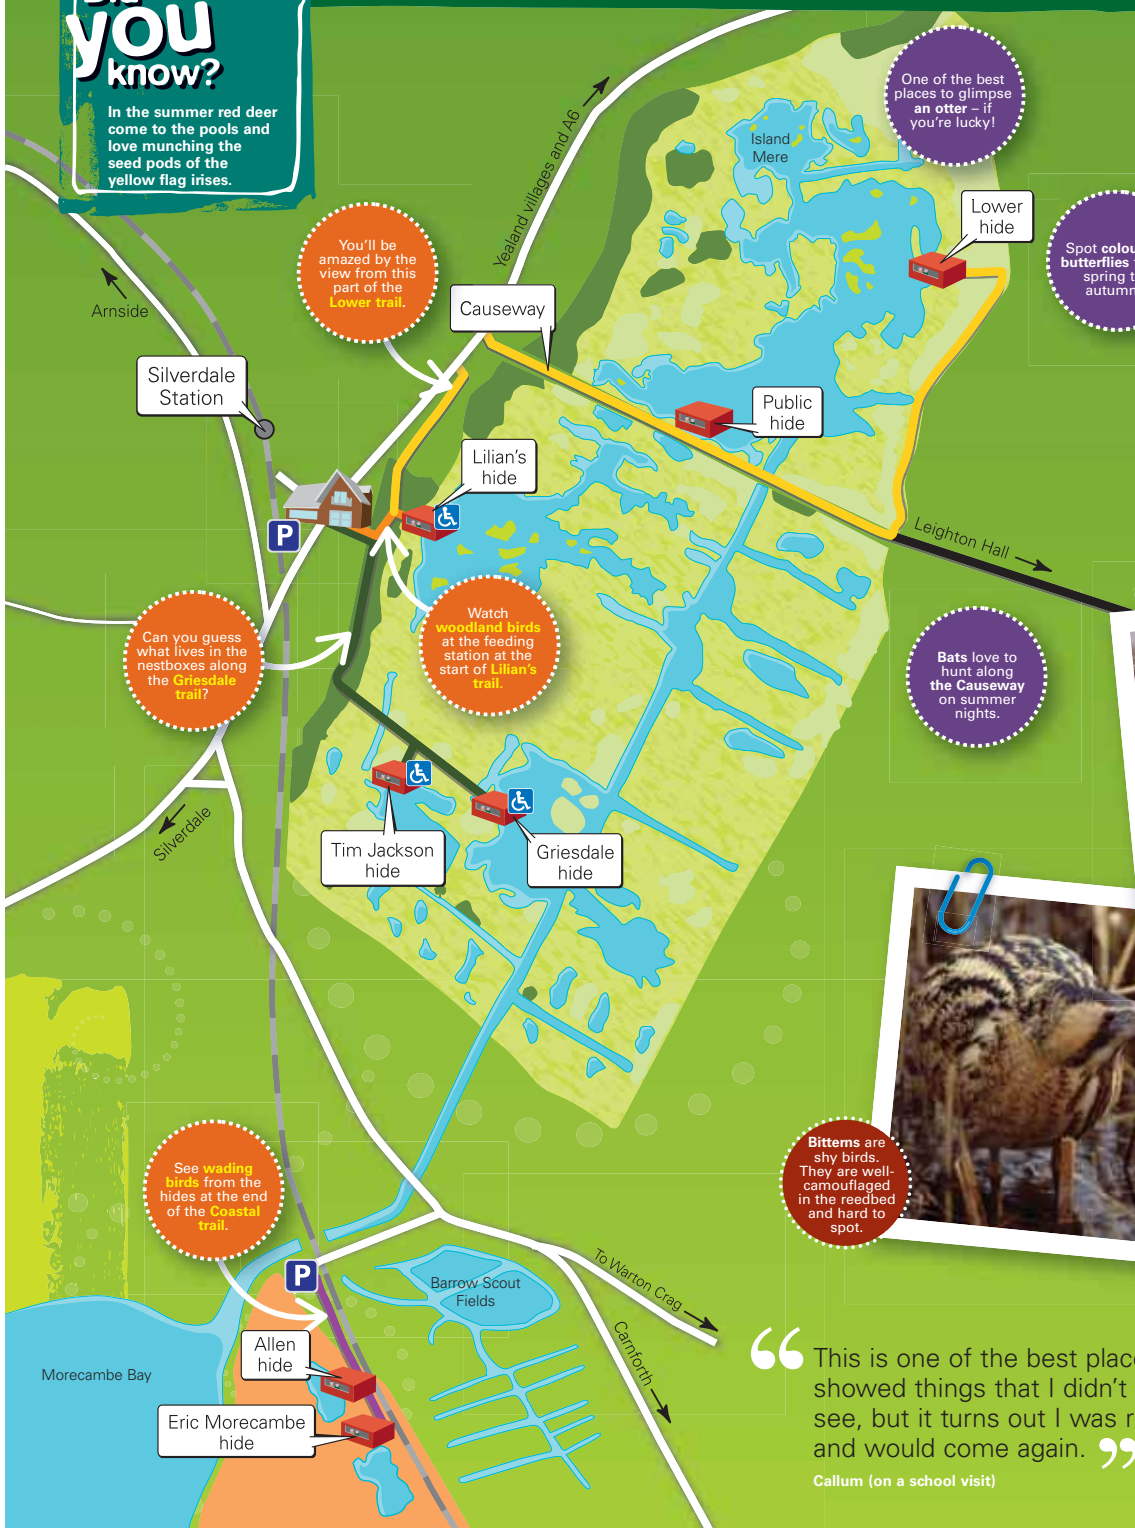 you
know?
In the summer red deer
come to the pools and
love munching the
seed pods of the
yellow flag irises.
One of the best
places to glimpse
an otter – if
you're lucky!
Island
Mere
Yealand villages and A6
Lower
hide
Spot
butterflies
spring
You'll be
amazed by the
view from this
part of the
Lower trail.
Causeway
Arnside
Silverdale
Station
Public
hide
Lilian's
hide
P
Leighton Hall
Can you guess
what lives in the
nestboxes along
the Griesdale
trail?
Watch
woodland birds
at the feeding
station at the
start of Lilian's
trail.
Bats love to
hunt along
the Causeway
on summer
nights.
Silverdale
Tim Jackson
hide
Griesdale
hide
Bitterns are
shy birds.
They are well-
camouflaged
in the reedbed
and hard to
spot.
See wading
birds from the
hides at the end
of the Coastal
trail.
P
Barrow Scout
Fields
To Warton Crag
Carnforth
Allen
hide
Morecambe Bay
Eric Morecambe
hide
“ This is one of the best
showed things that I didn't
see, but it turns out I was
and would come again. ”
Callum (on a school visit)